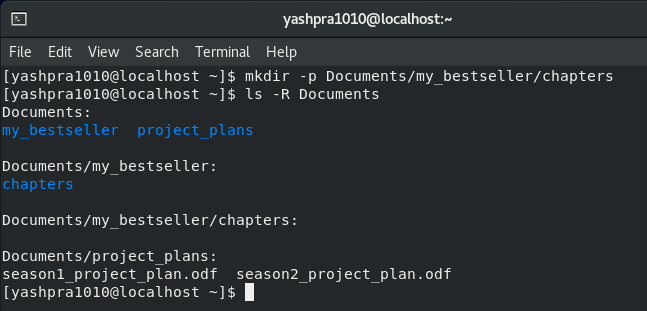 yashpra1010@localhost:~
File Edit View Search Terminal Help
[yashpra1010@localhost ~]$ mkdir -p Documents/my_bestseller/chapters
[yashpra1010@localhost ~]$ ls -R Documents
Documents:
my_bestseller  project_plans
Documents/my_bestseller:
chapters
Documents/my_bestseller/chapters:
Documents/project_plans:
season1_project_plan.odf  season2_project_plan.odf
[yashpra1010@localhost ~]$